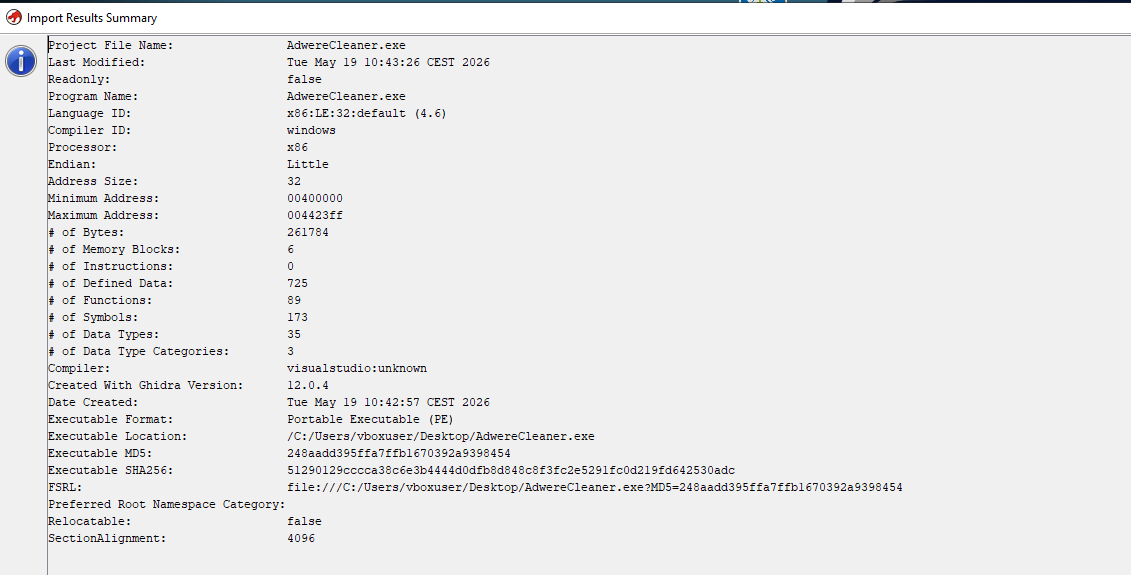 Import Results Summary
Project File Name: AdwereCleaner.exe
Last Modified: Tue May 19 10:43:26 CEST 2026
Readonly: false
Program Name: AdwereCleaner.exe
Language ID: x86:LE:32:default (4.6)
Compiler ID: windows
Processor: x86
Endian: Little
Address Size: 32
Minimum Address: 00400000
Maximum Address: 004423ff
# of Bytes: 261784
# of Memory Blocks: 6
# of Instructions: 0
# of Defined Data: 725
# of Functions: 89
# of Symbols: 173
# of Data Types: 35
# of Data Type Categories: 3
Compiler: visualstudio:unknown
Created With Ghidra Version: 12.0.4
Date Created: Tue May 19 10:42:57 CEST 2026
Executable Format: Portable Executable (PE)
Executable Location: /C:/Users/vboxuser/Desktop/AdwereCleaner.exe
Executable MD5: 248aadd395ffa7ffb1670392a9398454
Executable SHA256: 51290129cccca38c6e3b4444d0dfb8d848c8f3fc2e5291fc0d219fd642530adc
FSRL: file:///C:/Users/vboxuser/Desktop/AdwereCleaner.exe?MD5=248aadd395ffa7ffb1670392a9398454
Preferred Root Namespace Category:
Relocatable: false
SectionAlignment: 4096